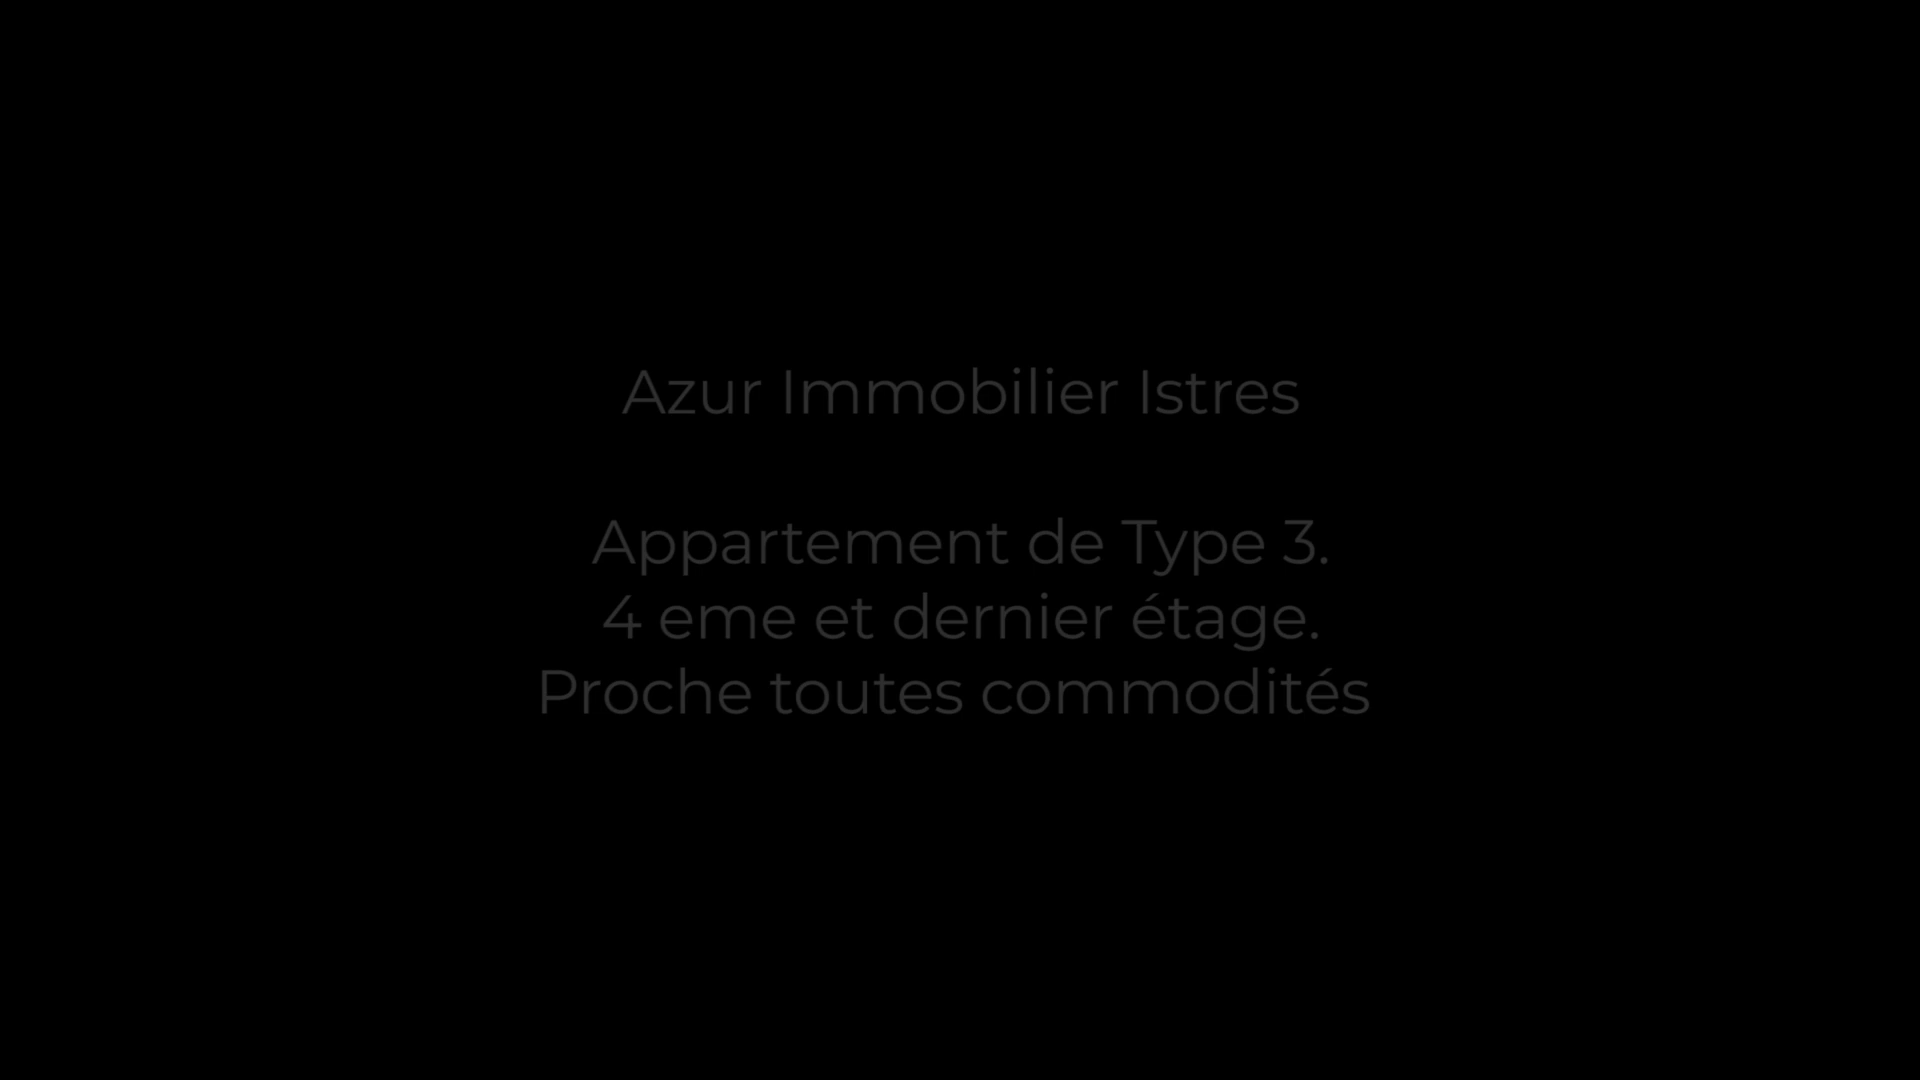 Azur Immobilier Istres
Appartement de Type 3.
4 eme et dernier étage.
Proche toutes commodités